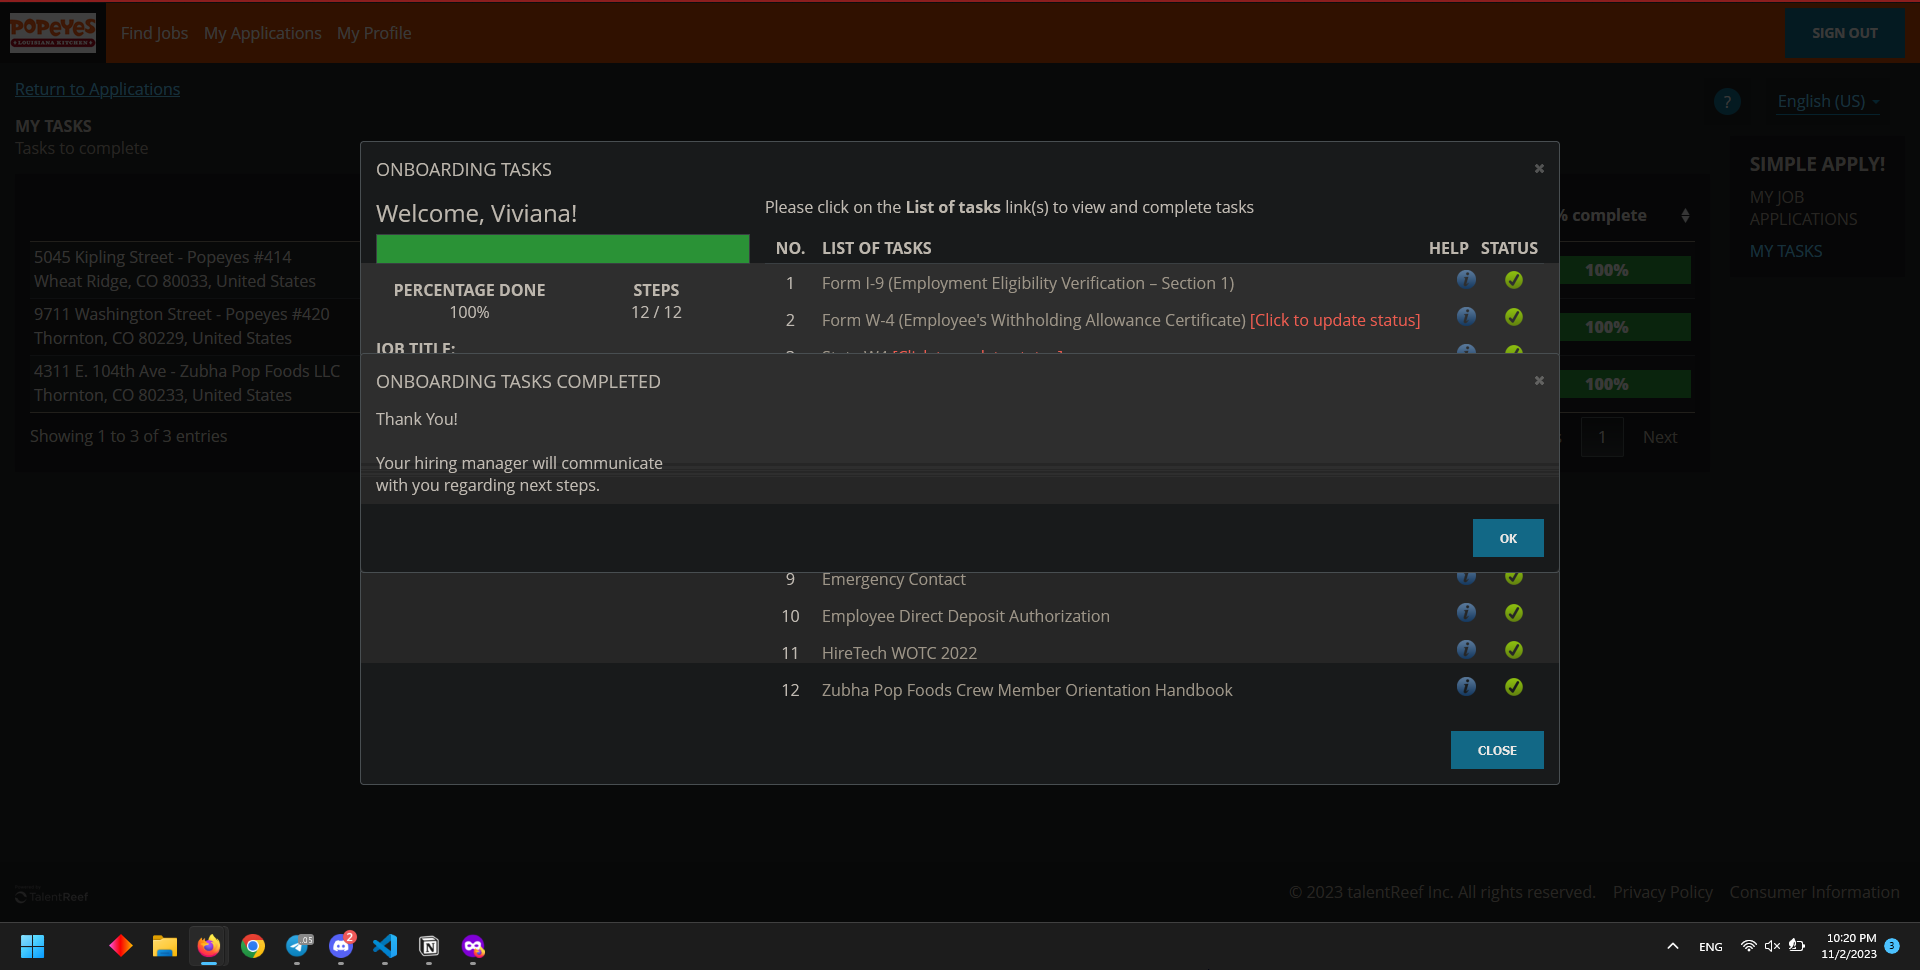 POPEYES
LOUISIANA KITCHEN
Find Jobs
My Applications
My Profile
SIGN OUT
Return to Applications
?
English (US)
MY TASKS
Tasks to complete
5045 Kipling Street - Popeyes #414
Wheat Ridge, CO 80033, United States
9711 Washington Street - Popeyes #420
Thornton, CO 80229, United States
4311 E. 104th Ave - Zubha Pop Foods LLC
Thornton, CO 80233, United States
Showing 1 to 3 of 3 entries
ONBOARDING TASKS
Welcome, Viviana!
PERCENTAGE DONE
100%
STEPS
12 / 12
JOB TITLE:
Please click on the List of tasks link(s) to view and complete tasks
NO. LIST OF TASKS HELP STATUS
1 Form I-9 (Employment Eligibility Verification – Section 1)
2 Form W-4 (Employee's Withholding Allowance Certificate) [Click to update status]
ONBOARDING TASKS COMPLETED
Thank You!
Your hiring manager will communicate
with you regarding next steps.
OK
9 Emergency Contact
10 Employee Direct Deposit Authorization
11 HireTech WOTC 2022
12 Zubha Pop Foods Crew Member Orientation Handbook
CLOSE
% complete
100%
100%
100%
1
Next
SIMPLE APPLY!
MY JOB
APPLICATIONS
MY TASKS
TalentReef
© 2023 talentReef Inc. All rights reserved.
Privacy Policy
Consumer Information
.05
2
ENG
10:20 PM
11/2/2023
3